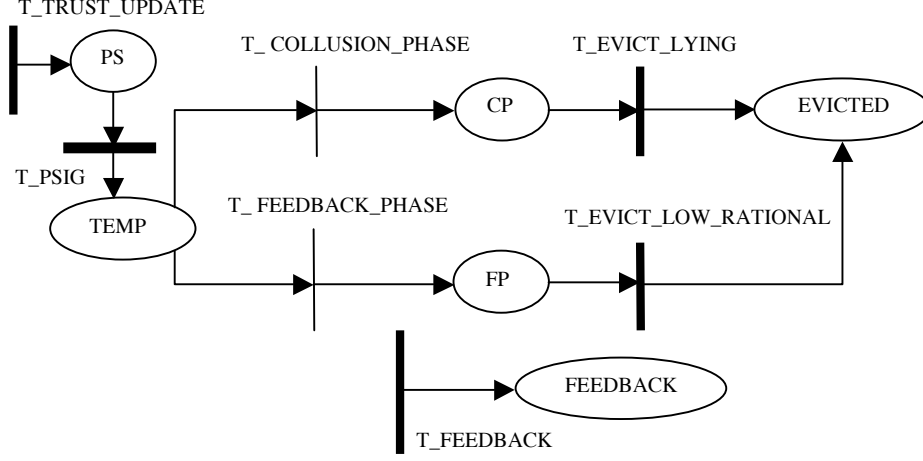 T_TRUST_UPDATE
PS
T_ COLLUSION_PHASE
T_EVICT_LYING
CP
EVICTED
T_PSIG
TEMP
T_ FEEDBACK_PHASE
T_EVICT_LOW_RATIONAL
FP
FEEDBACK
T_FEEDBACK